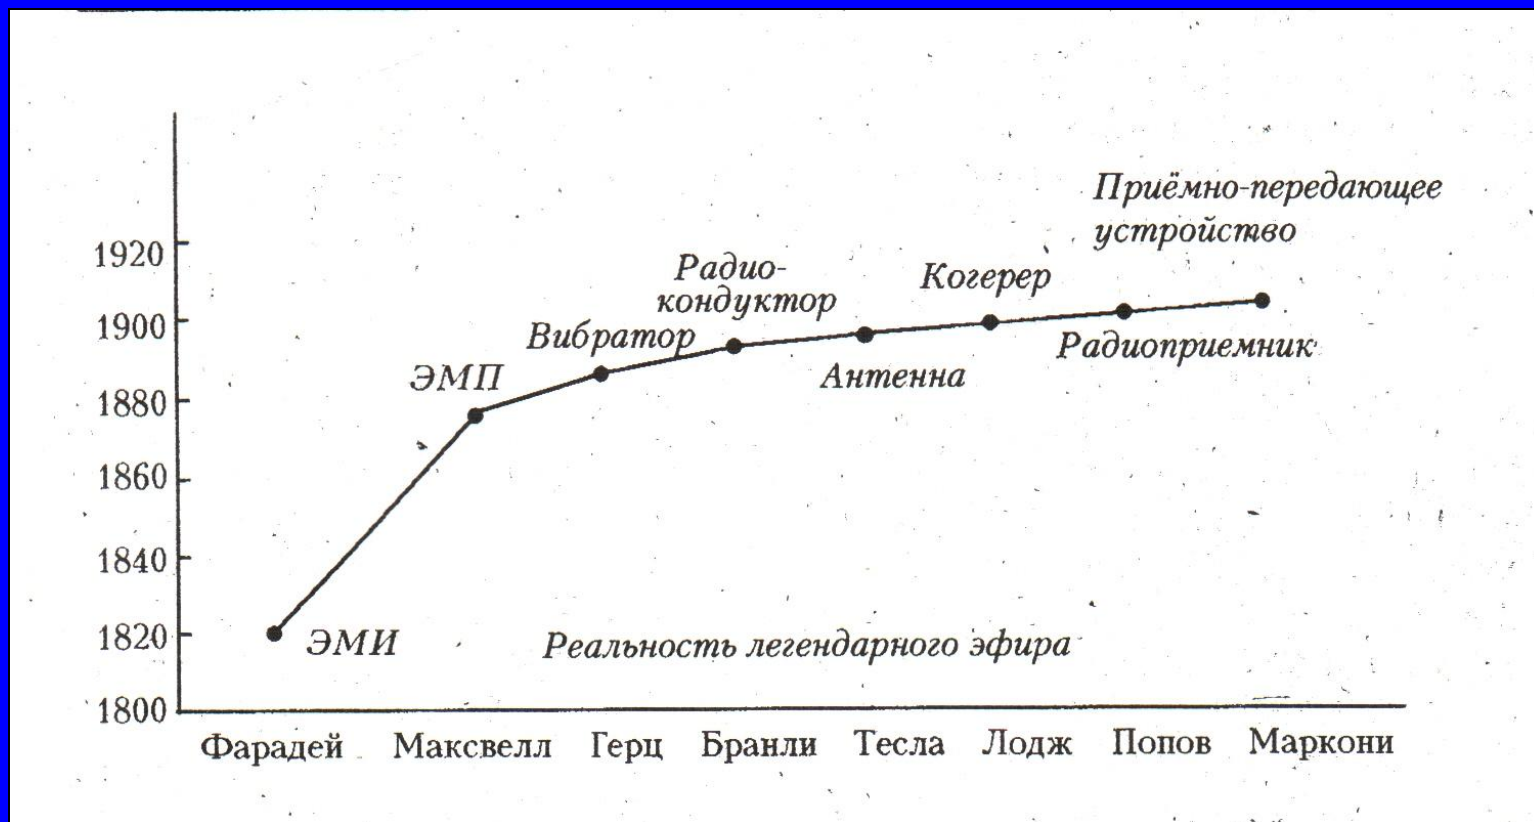 Приёмно-передающее
устройство
1920
Радио-
кондуктор
Когерер
1900
Вибратор
Радиоприемник
ЭМП
Антенна
1880
1860
1840
1820
ЭМИ
Реальность легендарного эфира
1800
Фарадей Максвелл Герц Бранли Тесла Лодж Попов Маркони